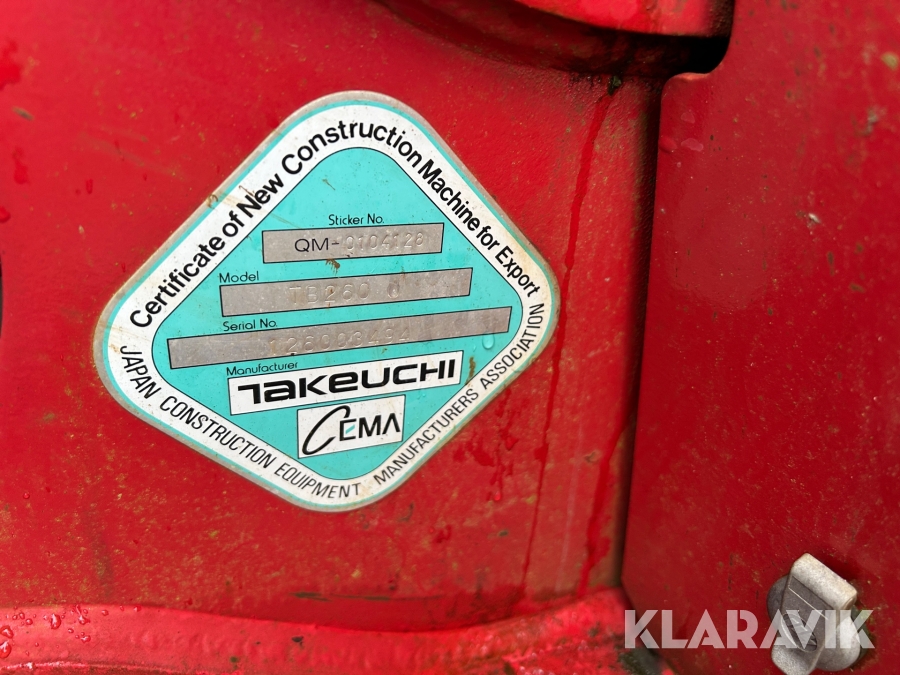 Certificate of New Construction Machine for Export
Sticker No.
QM-0104128
Model
TB260
Serial No.
Manufacturer
TAKEUCHI
CEMA
JAPAN CONSTRUCTION EQUIPMENT MANUFACTURERS' ASSOCIATION
KLARAVIK